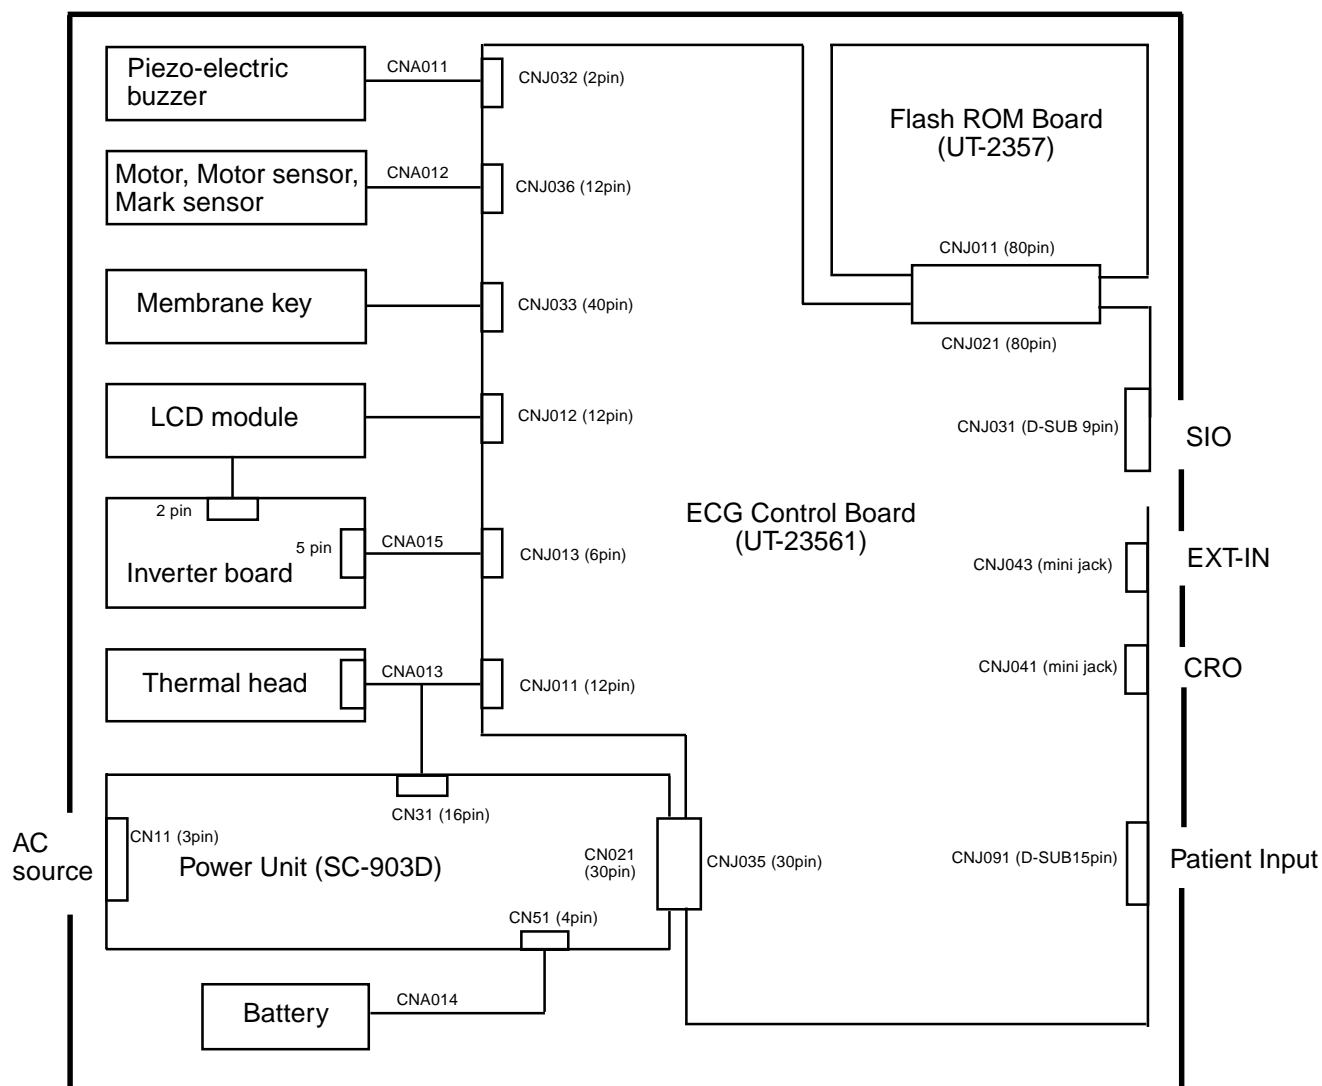 Piezo-electric
buzzer
CNA011
CNJ032 (2pin)
Flash ROM Board
(UT-2357)
Motor, Motor sensor,
Mark sensor
CNA012
CNJ036 (12pin)
CNJ011 (80pin)
Membrane key
CNJ033 (40pin)
CNJ021 (80pin)
LCD module
CNJ012 (12pin)
CNJ031 (D-SUB 9pin)
SIO
2 pin
5 pin
Inverter board
CNA015
CNJ013 (6pin)
ECG Control Board
(UT-23561)
CNJ043 (mini jack)
EXT-IN
Thermal head
CNA013
CNJ011 (12pin)
CNJ041 (mini jack)
CRO
CN31 (16pin)
AC
source
CN11 (3pin)
Power Unit (SC-903D)
CN021
(30pin)
CNJ035 (30pin)
CNJ091 (D-SUB15pin)
Patient Input
CN51 (4pin)
Battery
CNA014